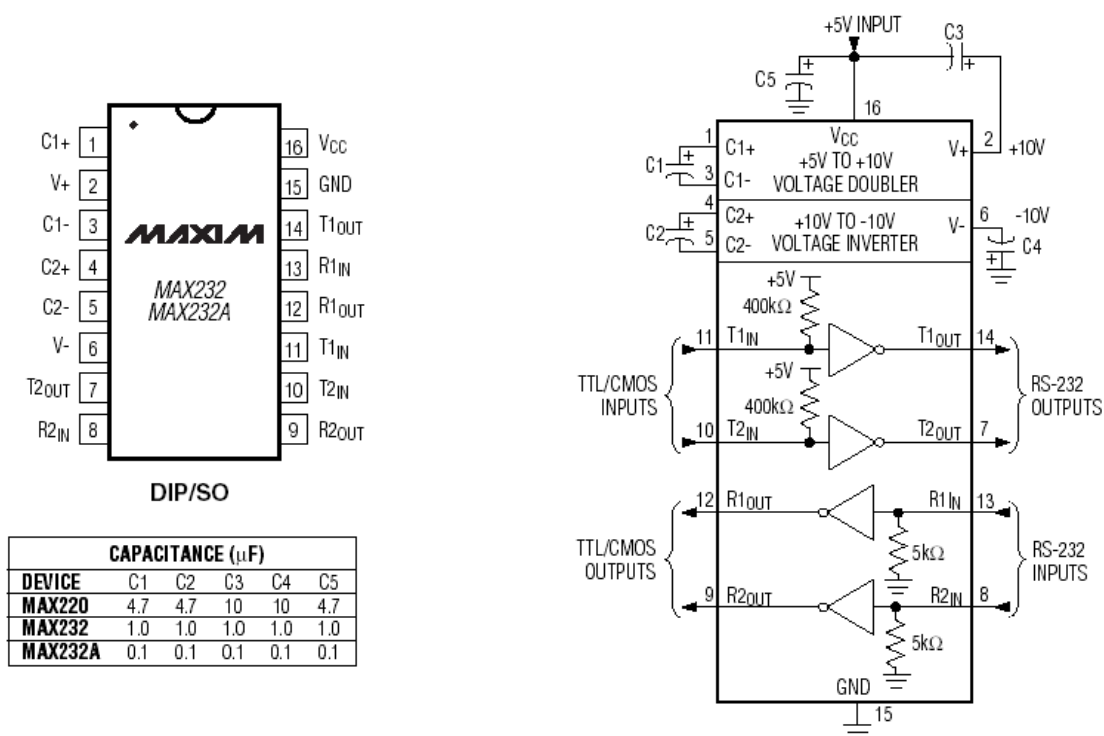 C1+ 1
V+ 2
C1- 3
C2+ 4
C2- 5
V- 6
T2OUT 7
R2IN 8
16 VCC
15 GND
14 T1OUT
13 R1IN
12 R1OUT
11 T1IN
10 T2IN
9 R2OUT
MAXIM
MAX232
MAX232A
DIP/SO
CAPACITANCE (μF)
DEVICE C1 C2 C3 C4 C5
MAX220 4.7 4.7 10 10 4.7
MAX232 1.0 1.0 1.0 1.0 1.0
MAX232A 0.1 0.1 0.1 0.1 0.1
+5V INPUT
C3
C5 +
+
16
VCC
1 C1+
C1 +
3 C1-
+5V TO +10V
VOLTAGE DOUBLER
V+ 2 +10V
4 C2+
C2 +
5 C2-
+10V TO -10V
VOLTAGE INVERTER
V- 6 -10V
C4
+
+5V
400kΩ
11 T1IN
T1OUT 14
+5V
400kΩ
TTL/CMOS
INPUTS
RS-232
OUTPUTS
10 T2IN
T2OUT 7
12 R1OUT
R1IN 13
5kΩ
TTL/CMOS
OUTPUTS
RS-232
INPUTS
9 R2OUT
R2IN 8
5kΩ
GND
15